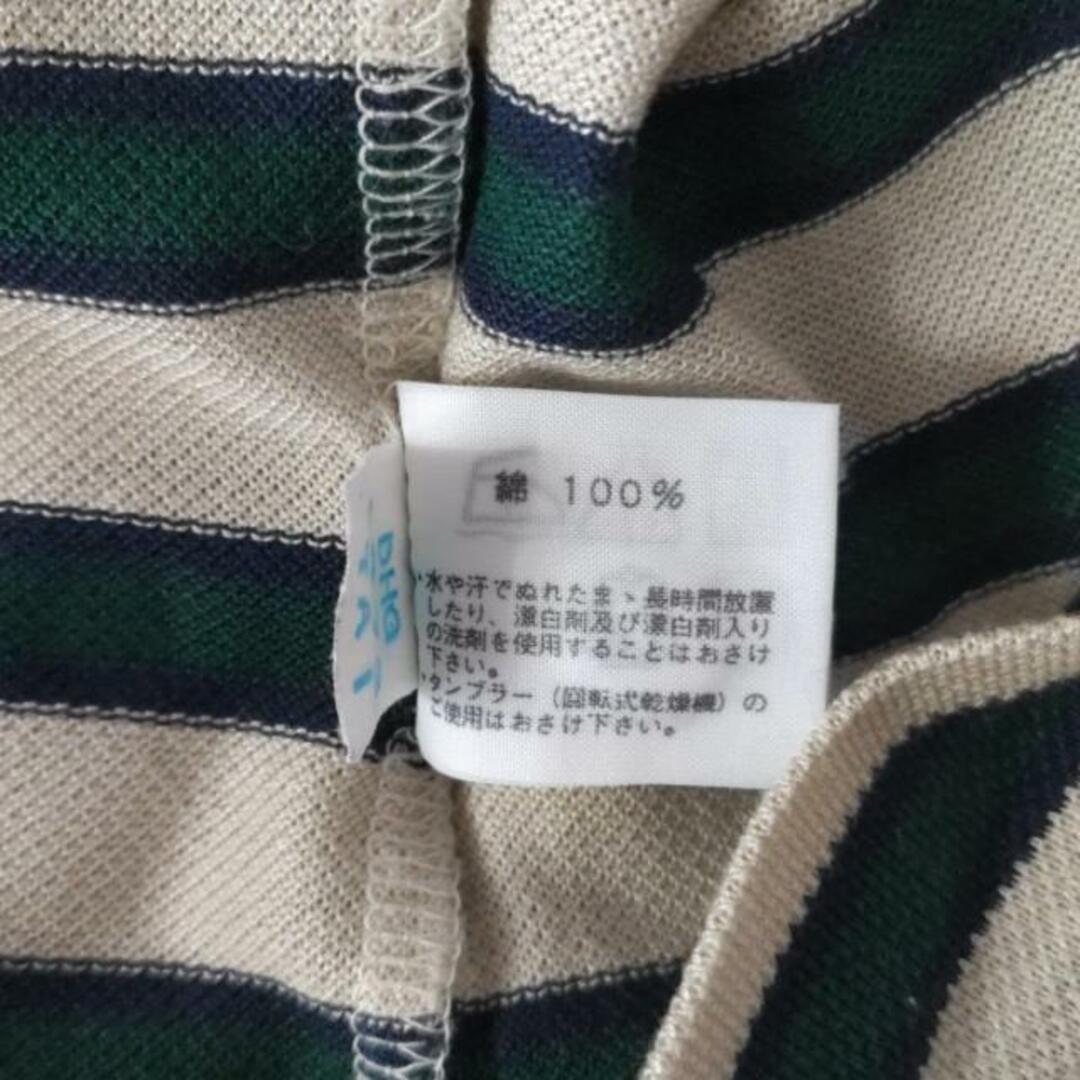 綿 100%
・水や汗でぬれたまゝ長時間放置
したり、漂白剤及び漂白剤入り
の洗剤を使用することはおさけ
下さい。
・タンブラー（回転式乾燥機）の
ご使用はおさけ下さい。